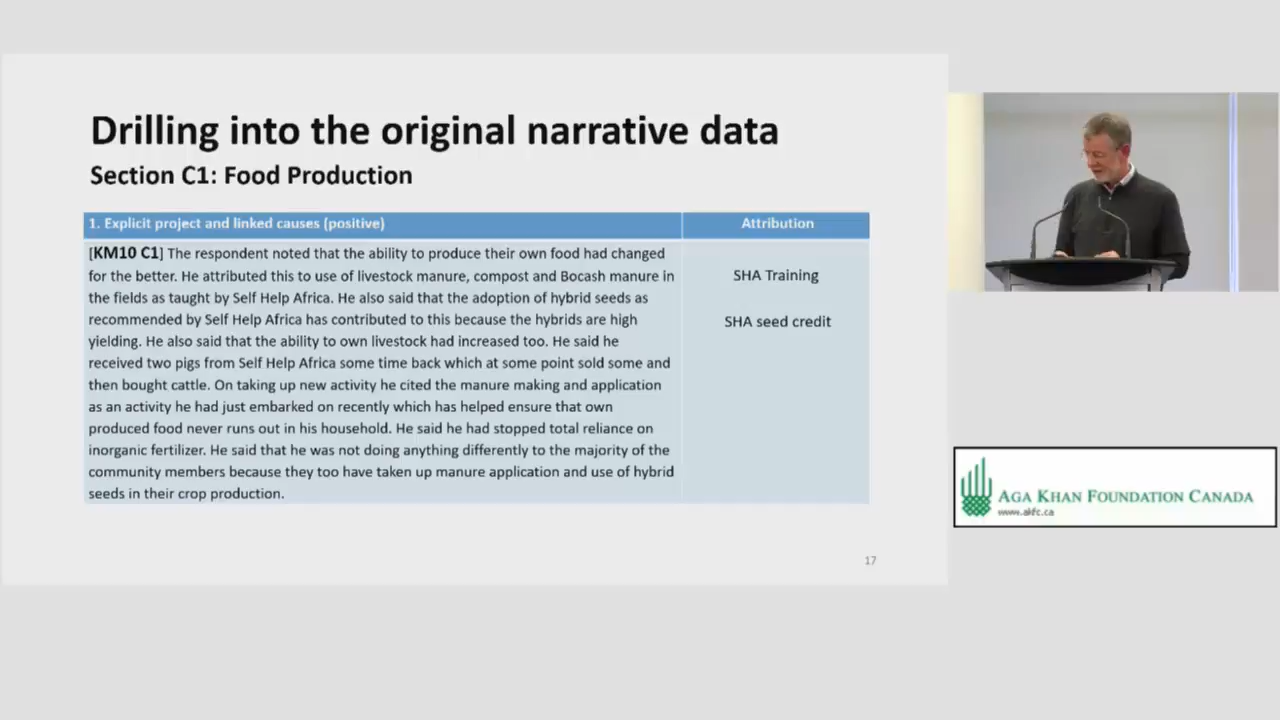 Drilling into the original narrative data
Section C1: Food Production
1. Explicit project and linked causes (positive)
Attribution
[KM10 C1] The respondent noted that the ability to produce their own food had changed
for the better. He attributed this to use of livestock manure, compost and Bocash manure in
the fields as taught by Self Help Africa. He also said that the adoption of hybrid seeds as
recommended by Self Help Africa has contributed to this because the hybrids are high
yielding. He also said that the ability to own livestock had increased too. He said he
received two pigs from Self Help Africa some time back which at some point sold some and
then bought cattle. On taking up new activity he cited the manure making and application
as an activity he had just embarked on recently which has helped ensure that own
produced food never runs out in his household. He said he had stopped total reliance on
inorganic fertilizer. He said that he was not doing anything differently to the majority of the
community members because they too have taken up manure application and use of hybrid
seeds in their crop production.
SHA Training
SHA seed credit
17
AGA KHAN FOUNDATION CANADA
www.akfc.ca